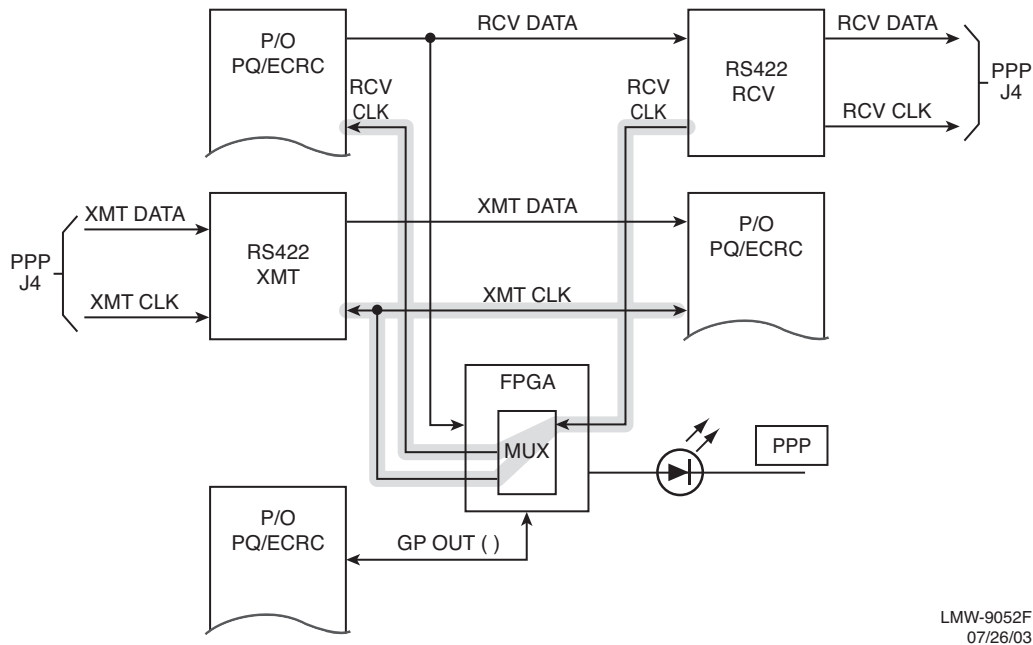 P/O
PQ/ECRC
RCV DATA
RCV
CLK
RCV
CLK
RS422
RCV
RCV DATA
RCV CLK
PPP
J4
PPP
J4
XMT DATA
XMT CLK
RS422
XMT
XMT DATA
XMT CLK
P/O
PQ/ECRC
FPGA
MUX
PPP
P/O
PQ/ECRC
GP OUT ( )
LMW-9052F
07/26/03